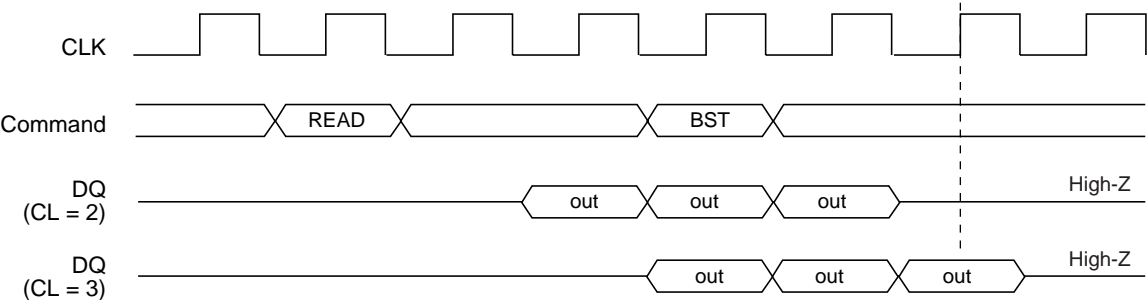 CLK
Command
READ
BST
DQ
(CL = 2)
out
out
out
High-Z
DQ
(CL = 3)
out
out
out
High-Z